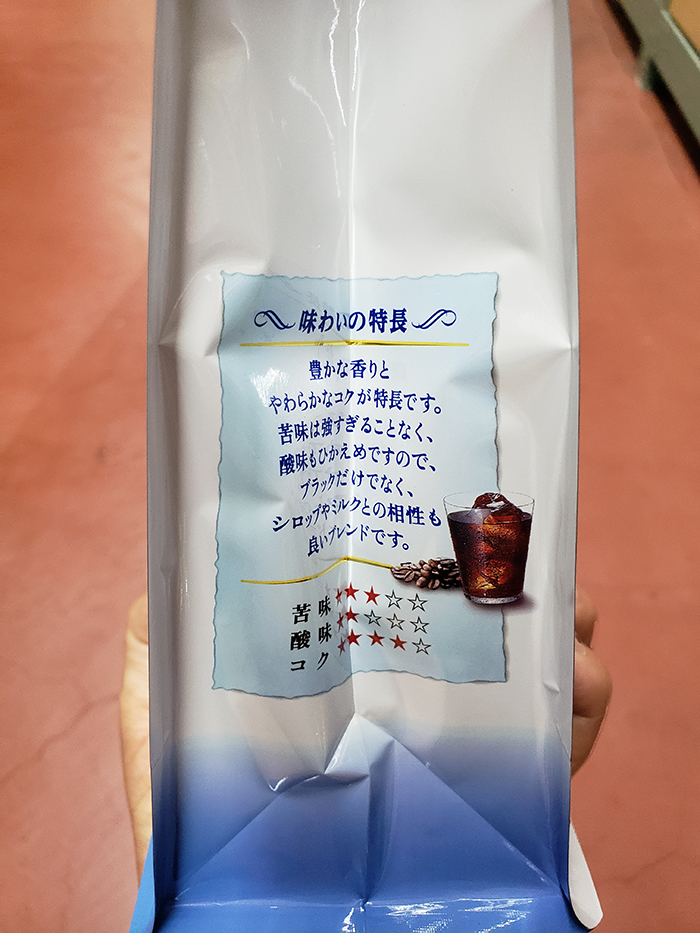 味わいの特長
豊かな香りと
やわらかなコクが特長です。
苦味は強すぎることなく、
酸味もひかえめですので、
ブラックだけでなく、
シロップやミルクとの相性も
良いブレンドです。
苦味 ★★★☆☆
酸味 ★★☆☆☆
コク ★★★★☆